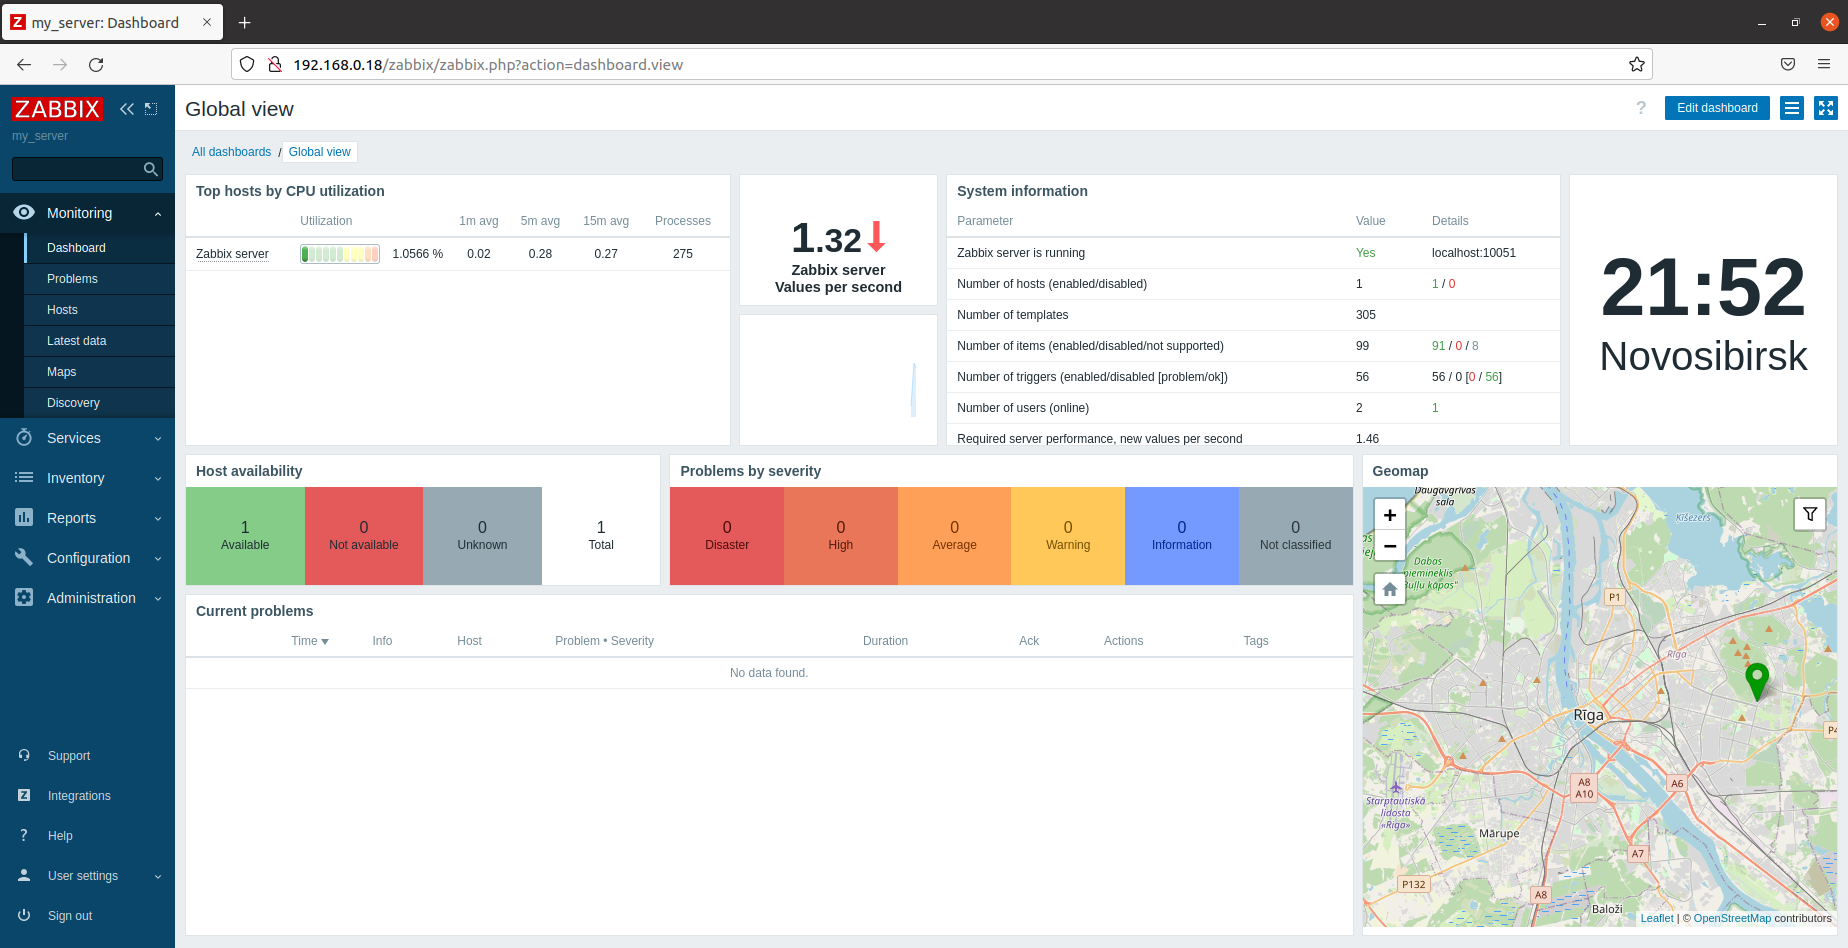 my_server: Dashboard
192.168.0.18/zabbix/zabbix.php?action=dashboard.view
ZABBIX
my_server
Monitoring
Dashboard
Problems
Hosts
Latest data
Maps
Discovery
Services
Inventory
Reports
Configuration
Administration
Support
Integrations
? Help
User settings
Sign out
Global view
? Edit dashboard
All dashboards / Global view
Top hosts by CPU utilization
Utilization 1m avg 5m avg 15m avg Processes
Zabbix server 1.0566 % 0.02 0.28 0.27 275
1.32
Zabbix server
Values per second
System information
Parameter Value Details
Zabbix server is running Yes localhost:10051
Number of hosts (enabled/disabled) 1 1 / 0
Number of templates 305
Number of items (enabled/disabled/not supported) 99 91 / 0 / 8
Number of triggers (enabled/disabled [problem/ok]) 56 56 / 0 [0 / 56]
Number of users (online) 2 1
Required server performance, new values per second 1.46
21:52
Novosibirsk
Host availability
1 Available
0 Not available
0 Unknown
1 Total
Problems by severity
0 Disaster
0 High
0 Average
0 Warning
0 Information
0 Not classified
Current problems
Time Info Host Problem • Severity Duration Ack Actions Tags
No data found.
Geomap
+
−
Daugavgrīvas
sala
Ķīšezers
Dabas
piemineklis
"Buļļu kāpas"
P1
Rīga
Rīga
P4
A8
A10
A6
Starptautiskā
lidosta
«Rīga»
Mārupe
A7
P132
A8
Baloži
Leaflet | © OpenStreetMap contributors